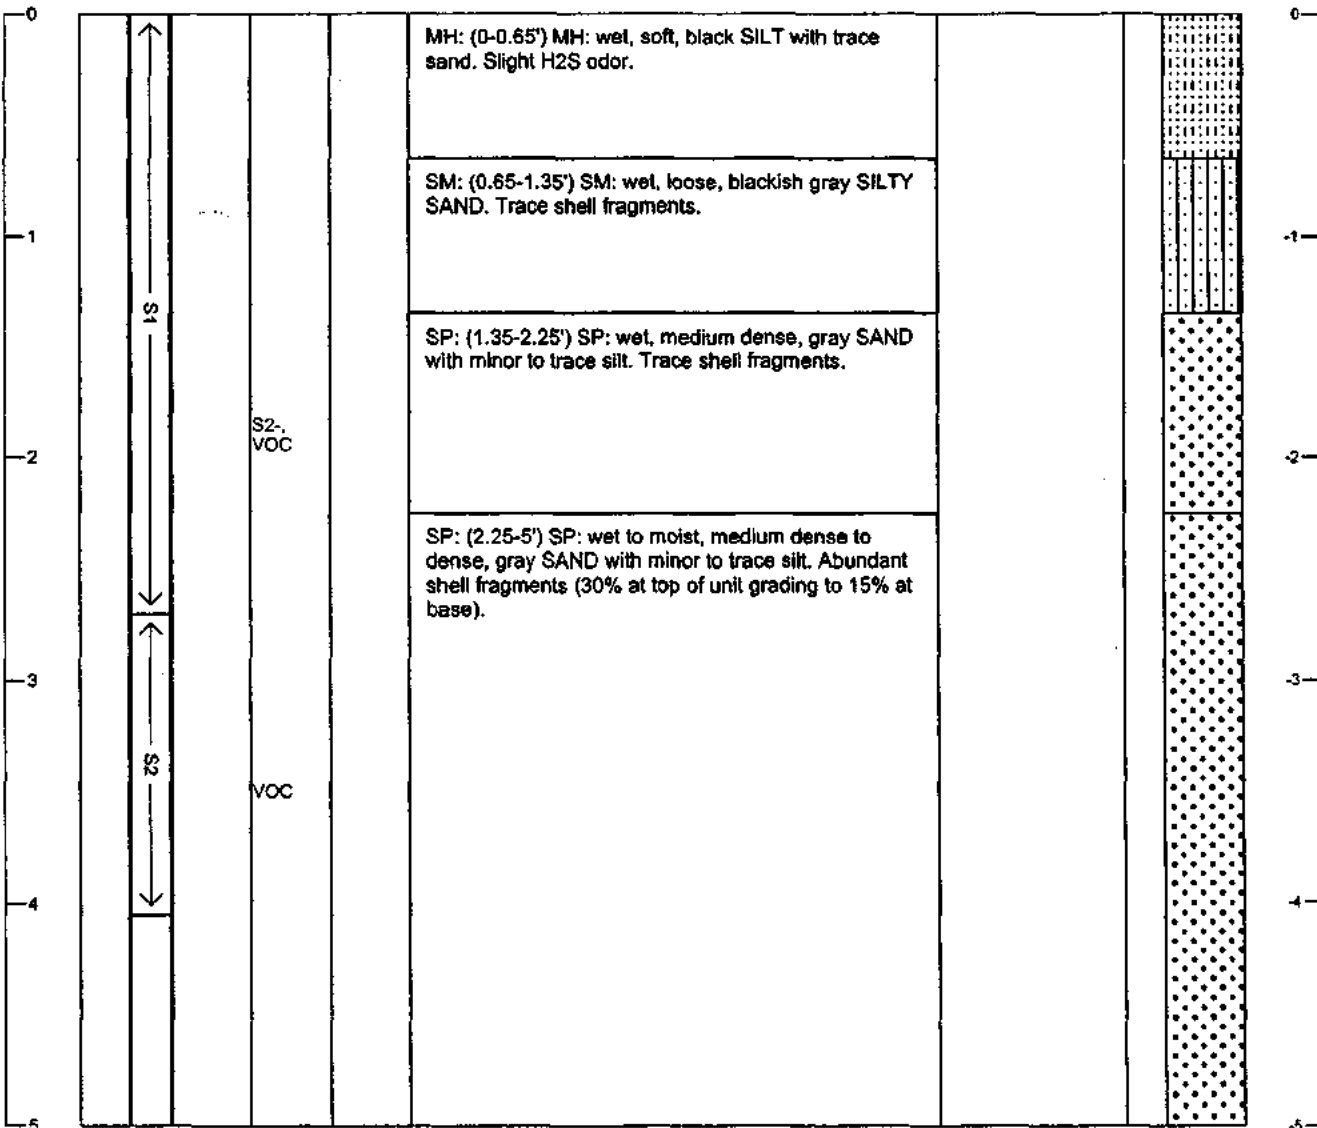 0
0
MH: (0-0.65') MH: wet, soft, black SILT with trace
sand. Slight H2S odor.
SM: (0.65-1.35') SM: wet, loose, blackish gray SILTY
SAND. Trace shell fragments.
-1
-1
S1
SP: (1.35-2.25') SP: wet, medium dense, gray SAND
with minor to trace silt. Trace shell fragments.
S2-,
VOC
-2
-2
SP: (2.25-5') SP: wet to moist, medium dense to
dense, gray SAND with minor to trace silt. Abundant
shell fragments (30% at top of unit grading to 15% at
base).
-3
-3
S2
VOC
-4
-4
-5
-5